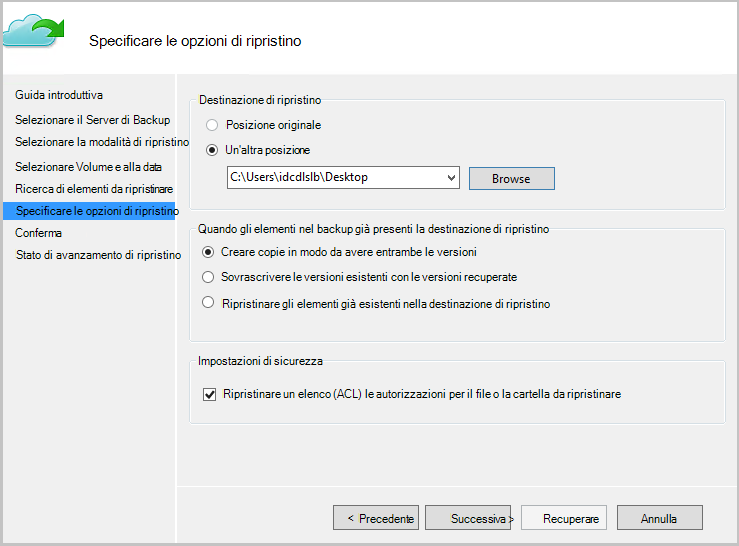 Specificare le opzioni di ripristino
Guida introduttiva
Selezionare il Server di Backup
Selezionare la modalità di ripristino
Selezionare Volume e alla data
Ricerca di elementi da ripristinare
Specificare le opzioni di ripristino
Conferma
Stato di avanzamento di ripristino
Destinazione di ripristino
Posizione originale
Un'altra posizione
C:\Users\idcdlslb\Desktop
Browse
Quando gli elementi nel backup già presenti la destinazione di ripristino
Creare copie in modo da avere entrambe le versioni
Sovrascrivere le versioni esistenti con le versioni recuperate
Ripristinare gli elementi già esistenti nella destinazione di ripristino
Impostazioni di sicurezza
Ripristinare un elenco (ACL) le autorizzazioni per il file o la cartella da ripristinare
< Precedente
Successiva >
Recuperare
Annulla